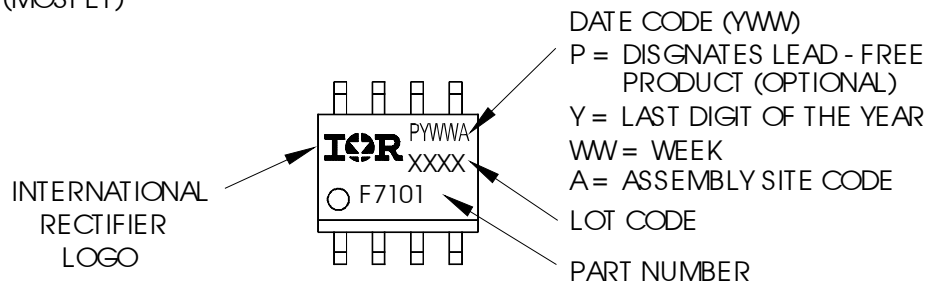 (MOSFET)
DATE CODE (YWW)
P = DISGNATES LEAD - FREE
PRODUCT (OPTIONAL)
Y = LAST DIGIT OF THE YEAR
WW = WEEK
A = ASSEMBLY SITE CODE
LOT CODE
PART NUMBER
INTERNATIONAL
RECTIFIER
LOGO
IOR
PYWWA
XXXX
F7101